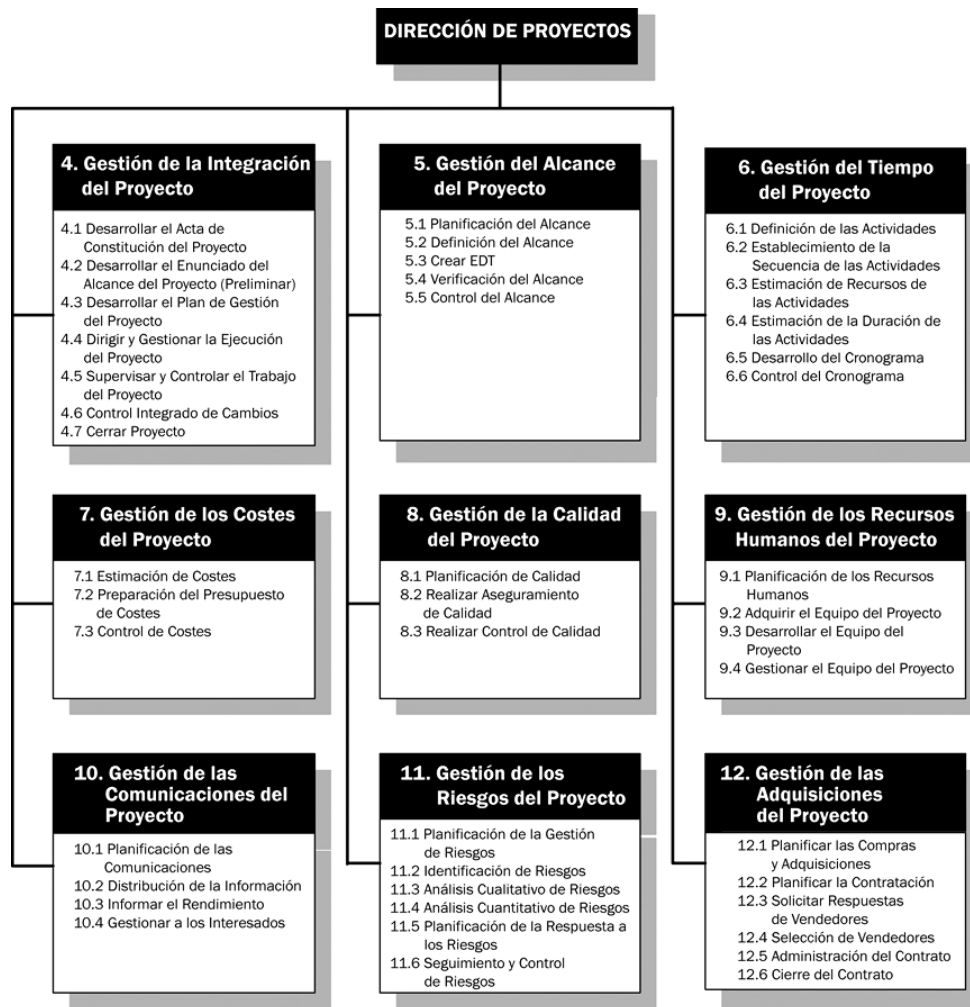 DIRECCIÓN DE PROYECTOS
4. Gestión de la Integración
del Proyecto
4.1 Desarrollar el Acta de
Constitución del Proyecto
4.2 Desarrollar el Enunciado del
Alcance del Proyecto (Preliminar)
4.3 Desarrollar el Plan de Gestión
del Proyecto
4.4 Dirigir y Gestionar la Ejecución
del Proyecto
4.5 Supervisar y Controlar el Trabajo
del Proyecto
4.6 Control Integrado de Cambios
4.7 Cerrar Proyecto
5. Gestión del Alcance
del Proyecto
5.1 Planificación del Alcance
5.2 Definición del Alcance
5.3 Crear EDT
5.4 Verificación del Alcance
5.5 Control del Alcance
6. Gestión del Tiempo
del Proyecto
6.1 Definición de las Actividades
6.2 Establecimiento de la
Secuencia de las Actividades
6.3 Estimación de Recursos de
las Actividades
6.4 Estimación de la Duración de
las Actividades
6.5 Desarrollo del Cronograma
6.6 Control del Cronograma
7. Gestión de los Costes
del Proyecto
7.1 Estimación de Costes
7.2 Preparación del Presupuesto
de Costes
7.3 Control de Costes
8. Gestión de la Calidad
del Proyecto
8.1 Planificación de Calidad
8.2 Realizar Aseguramiento
de Calidad
8.3 Realizar Control de Calidad
9. Gestión de los Recursos
Humanos del Proyecto
9.1 Planificación de los Recursos
Humanos
9.2 Adquirir el Equipo del Proyecto
9.3 Desarrollar el Equipo del
Proyecto
9.4 Gestionar el Equipo del Proyecto
10. Gestión de las
Comunicaciones del
Proyecto
10.1 Planificación de las
Comunicaciones
10.2 Distribución de la Información
10.3 Informar el Rendimiento
10.4 Gestionar a los Interesados
11. Gestión de los
Riesgos del Proyecto
11.1 Planificación de la Gestión
de Riesgos
11.2 Identificación de Riesgos
11.3 Análisis Cualitativo de Riesgos
11.4 Análisis Cuantitativo de Riesgos
11.5 Planificación de la Respuesta a
los Riesgos
11.6 Seguimiento y Control
de Riesgos
12. Gestión de las
Adquisiciones
del Proyecto
12.1 Planificar las Compras
y Adquisiciones
12.2 Planificar la Contratación
12.3 Solicitar Respuestas
de Vendedores
12.4 Selección de Vendedores
12.5 Administración del Contrato
12.6 Cierre del Contrato